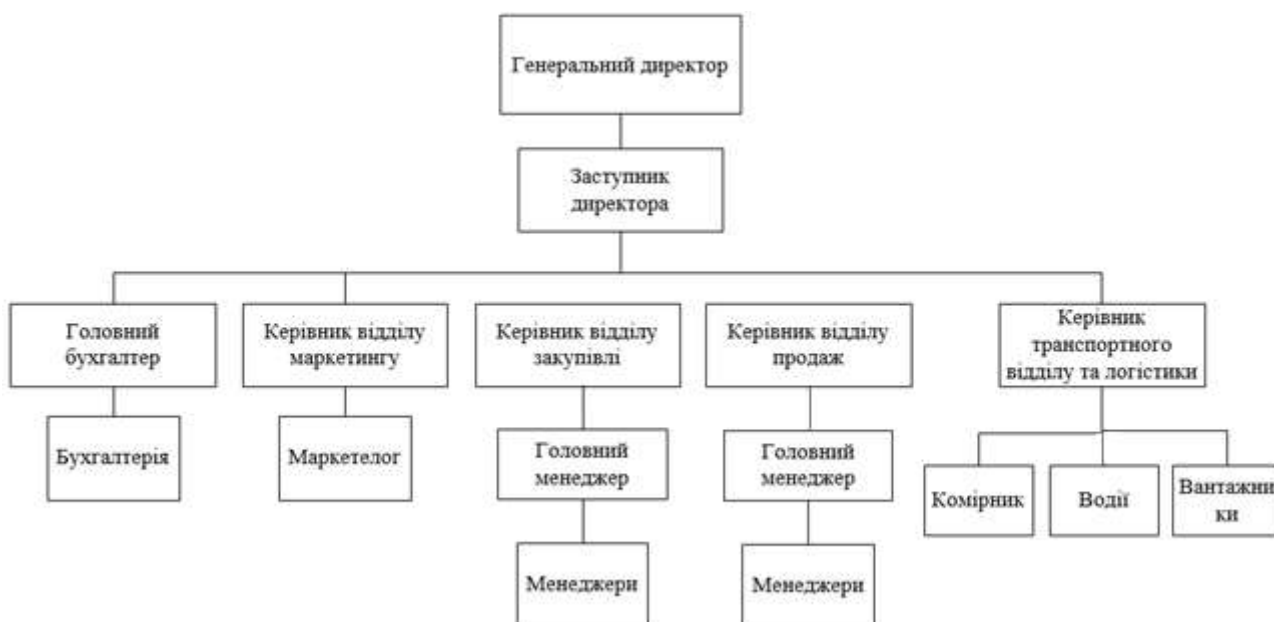 Генеральний директор
Заступник
директора
Головний
бухгалтер
Керівник відділу
маркетингу
Керівник відділу
закупівлі
Керівник відділу
продаж
Керівник
транспортного
відділу та логістики
Бухгалтерія
Маркетелог
Головний
менеджер
Головний
менеджер
Комірник
Водії
Вантажни
ки
Менеджери
Менеджери